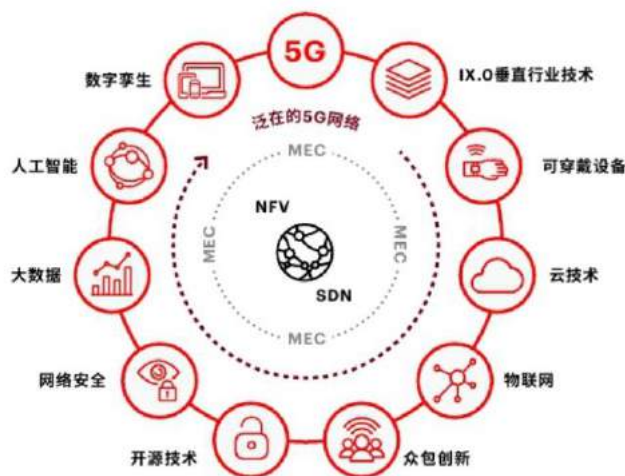 5G
数字孪生
IX.0垂直行业技术
泛在的5G网络
人工智能
MEC
可穿戴设备
NFV
MEC
MEC
大数据
云技术
SDN
MEC
网络安全
物联网
开源技术
众包创新